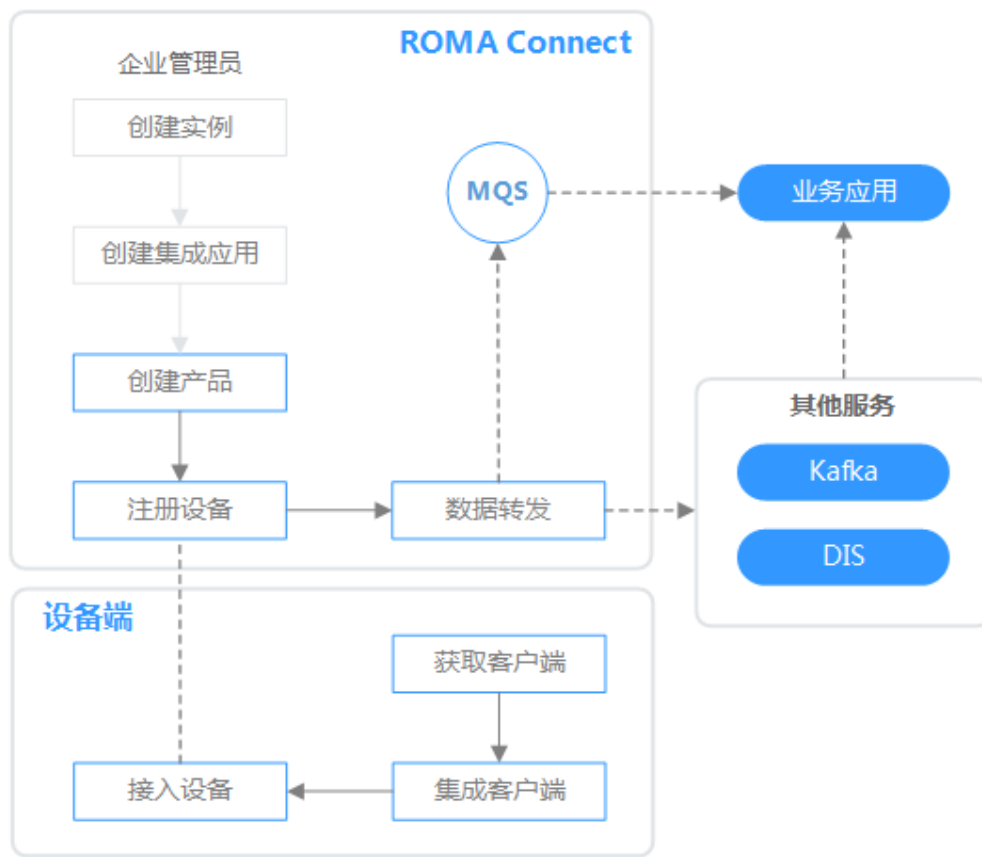 ROMA Connect
企业管理员
创建实例
MQS
业务应用
创建集成应用
创建产品
其他服务
Kafka
注册设备
数据转发
DIS
设备端
获取客户端
接入设备
集成客户端